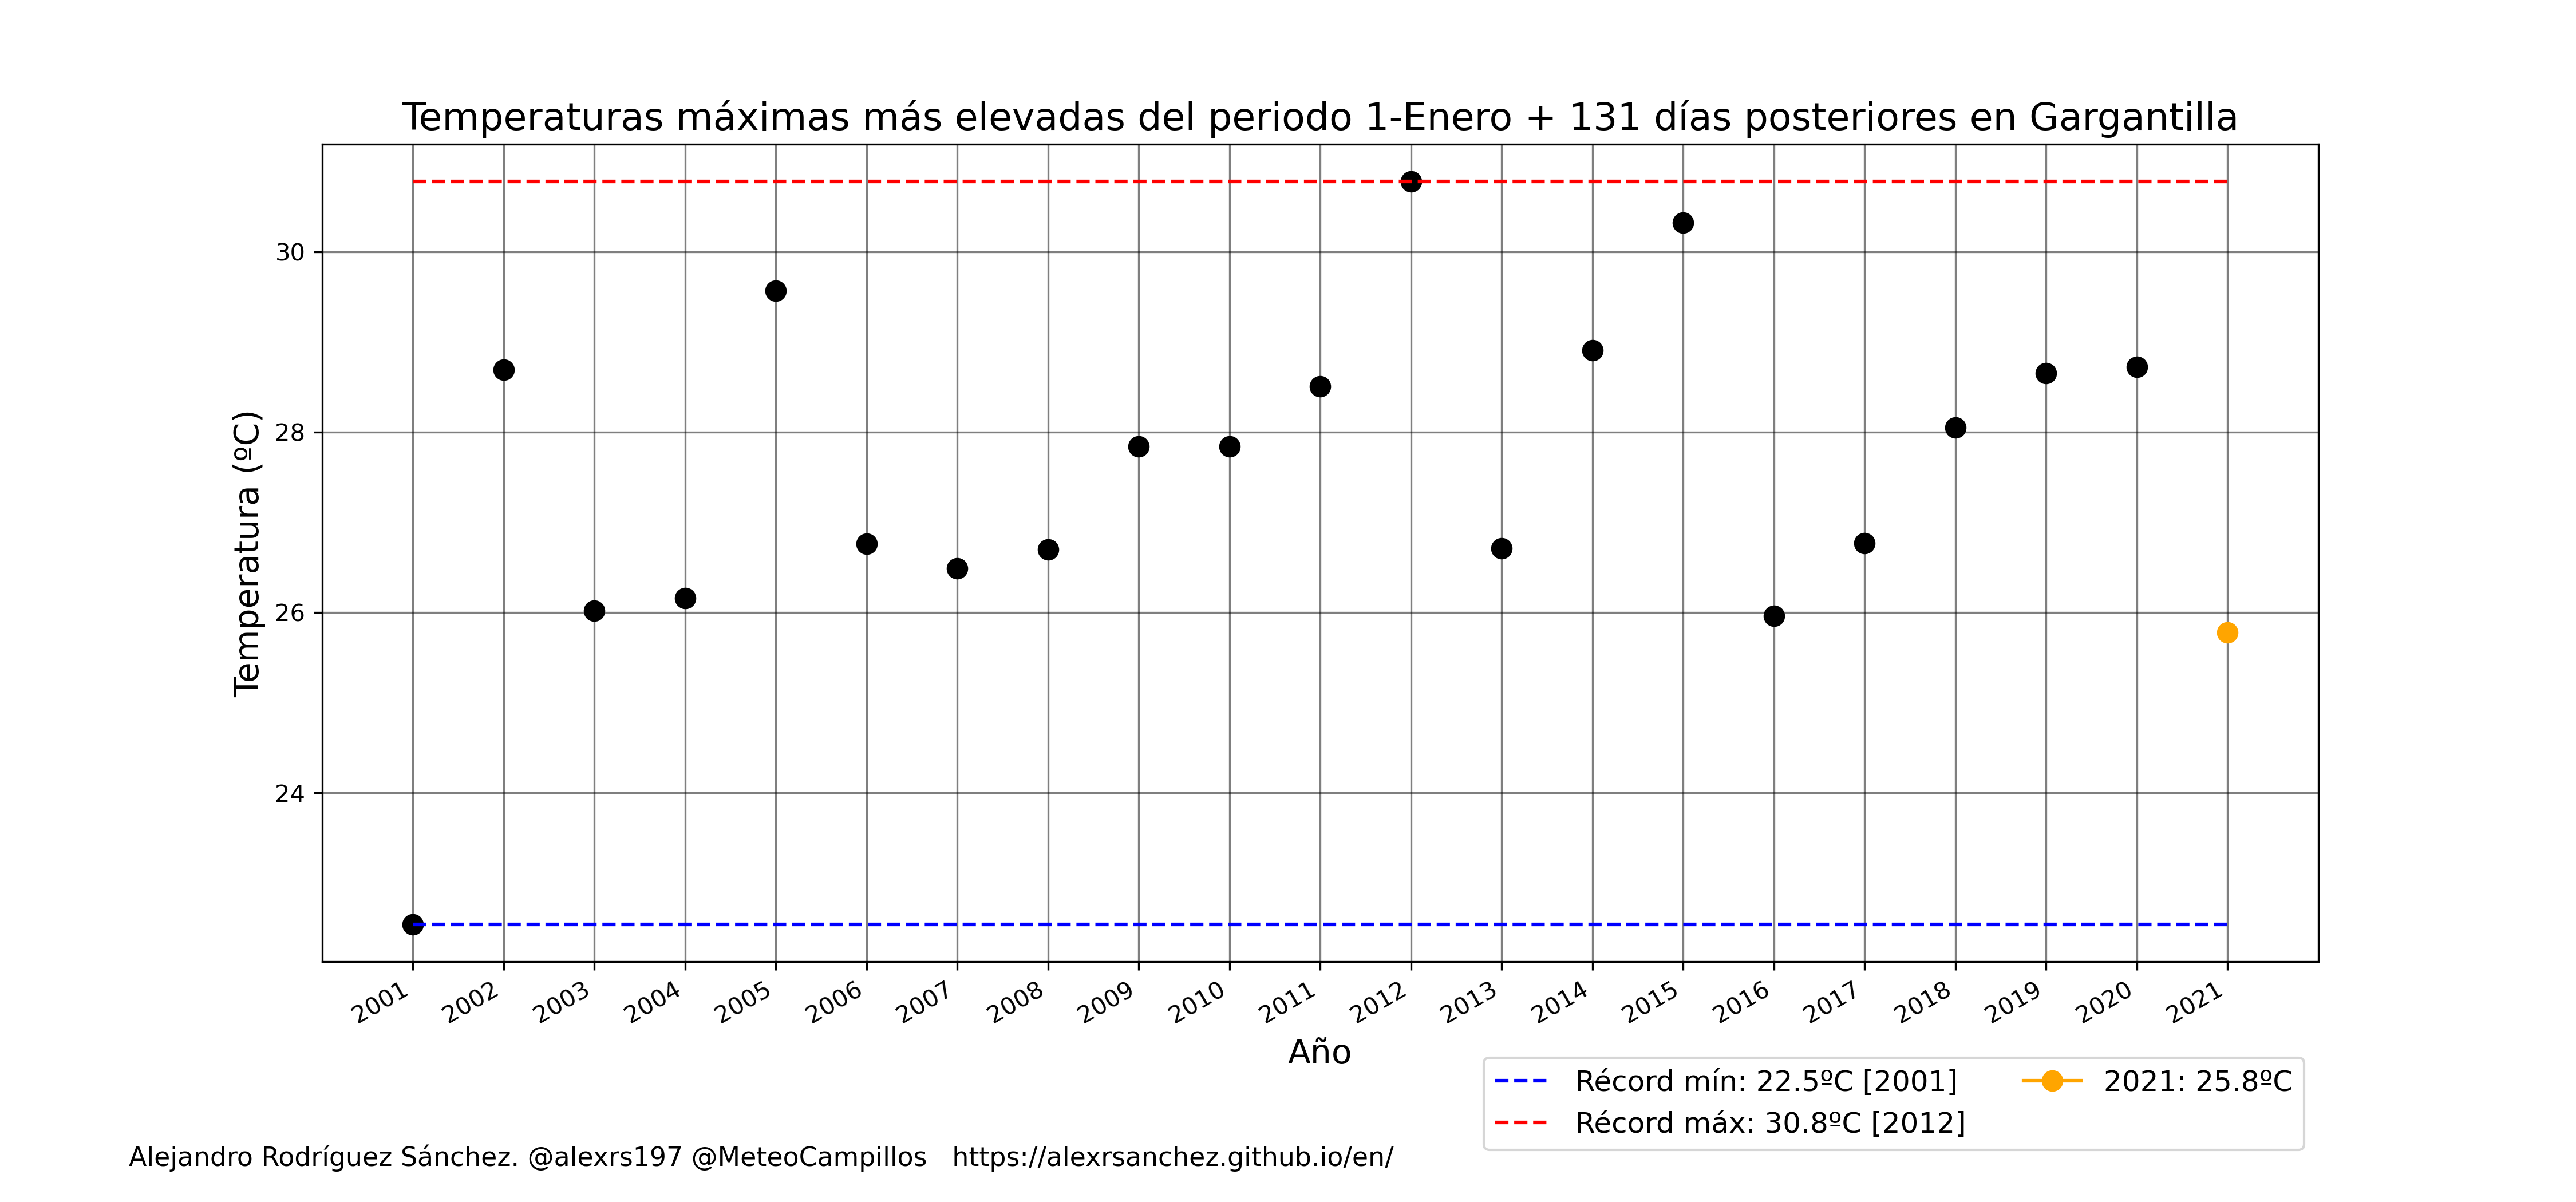 Temperaturas máximas más elevadas del periodo 1-Enero + 131 días posteriores en Gargantilla
Temperatura (ºC)
30
28
26
24
2001 2002 2003 2004 2005 2006 2007 2008 2009 2010 2011 2012 2013 2014 2015 2016 2017 2018 2019 2020 2021
Año
Récord mín: 22.5ºC [2001]
Récord máx: 30.8ºC [2012]
2021: 25.8ºC
Alejandro Rodríguez Sánchez. @alexrs197 @MeteoCampillos https://alexrsanchez.github.io/en/